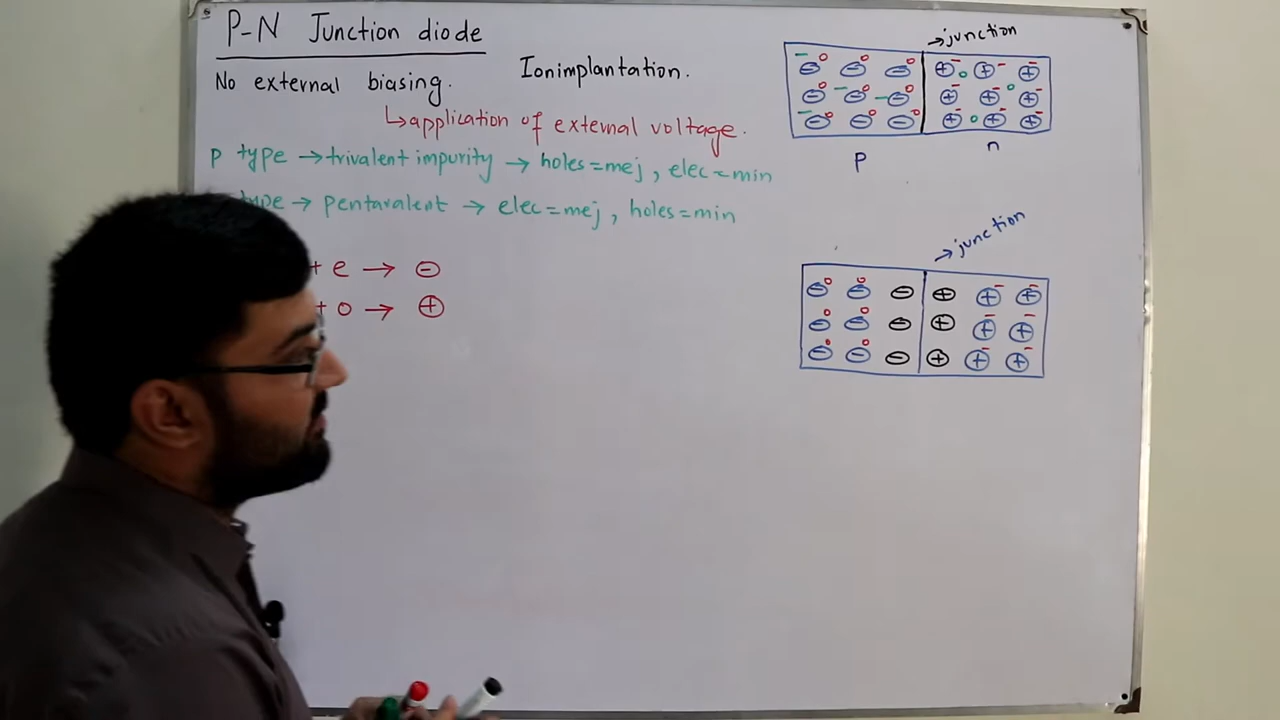 P-N Junction diode
No external biasing.
Ionimplantation.
↳application of external voltage.
P type →trivalent impurity → holes=mej, elec=min
type → pentavalent → elec=mej, holes=min
+ e → ⊖
+ o → ⊕
→junction
P
n
→junction